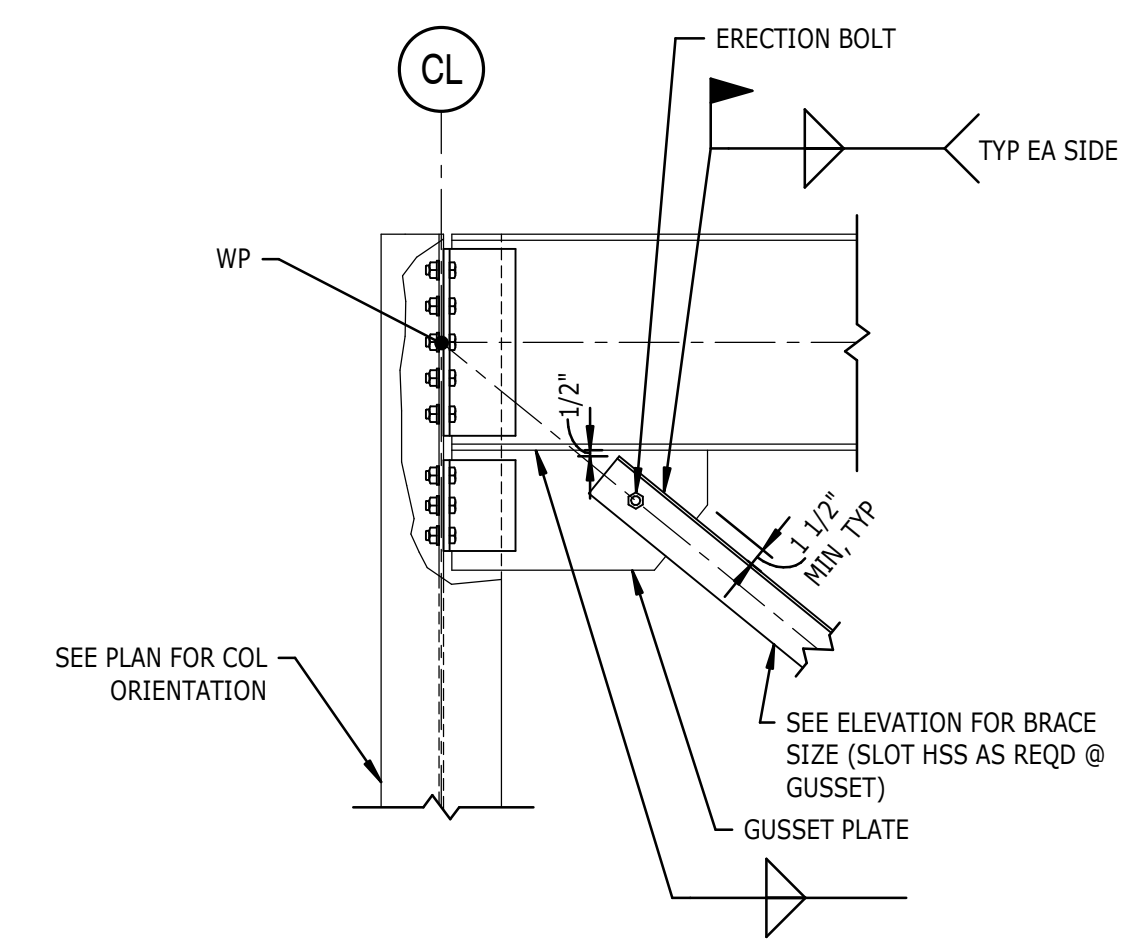 CL
ERECTION BOLT
TYP EA SIDE
WP
1/2"
1 1/2"
MIN, TYP
SEE PLAN FOR COL
ORIENTATION
SEE ELEVATION FOR BRACE
SIZE (SLOT HSS AS REQD @
GUSSET)
GUSSET PLATE